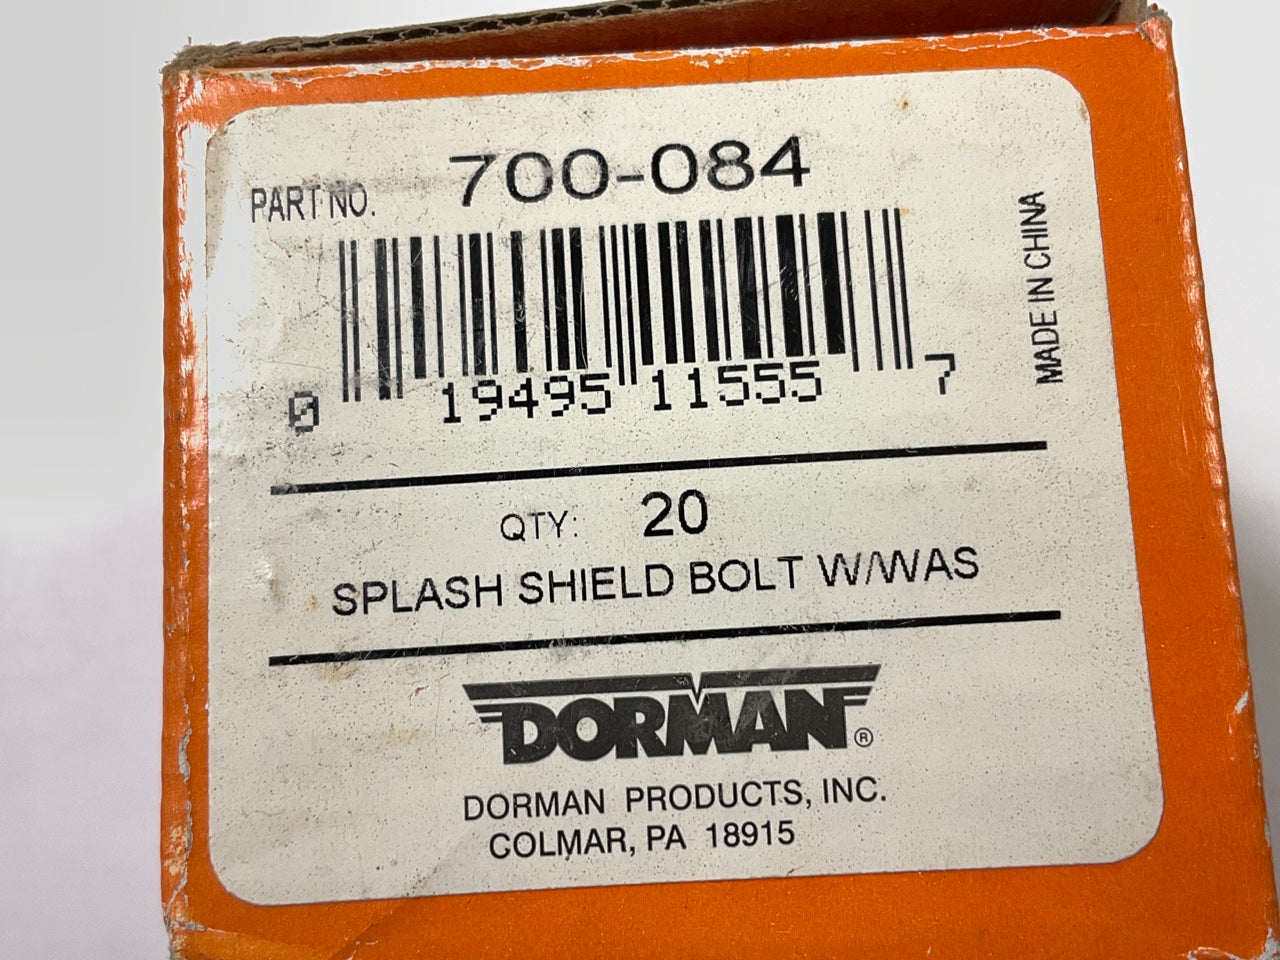 PART NO. 700-084
MADE IN CHINA
0 19495 11555 7
QTY: 20
SPLASH SHIELD BOLT W/WAS
DORMAN®
DORMAN PRODUCTS, INC.
COLMAR, PA 18915